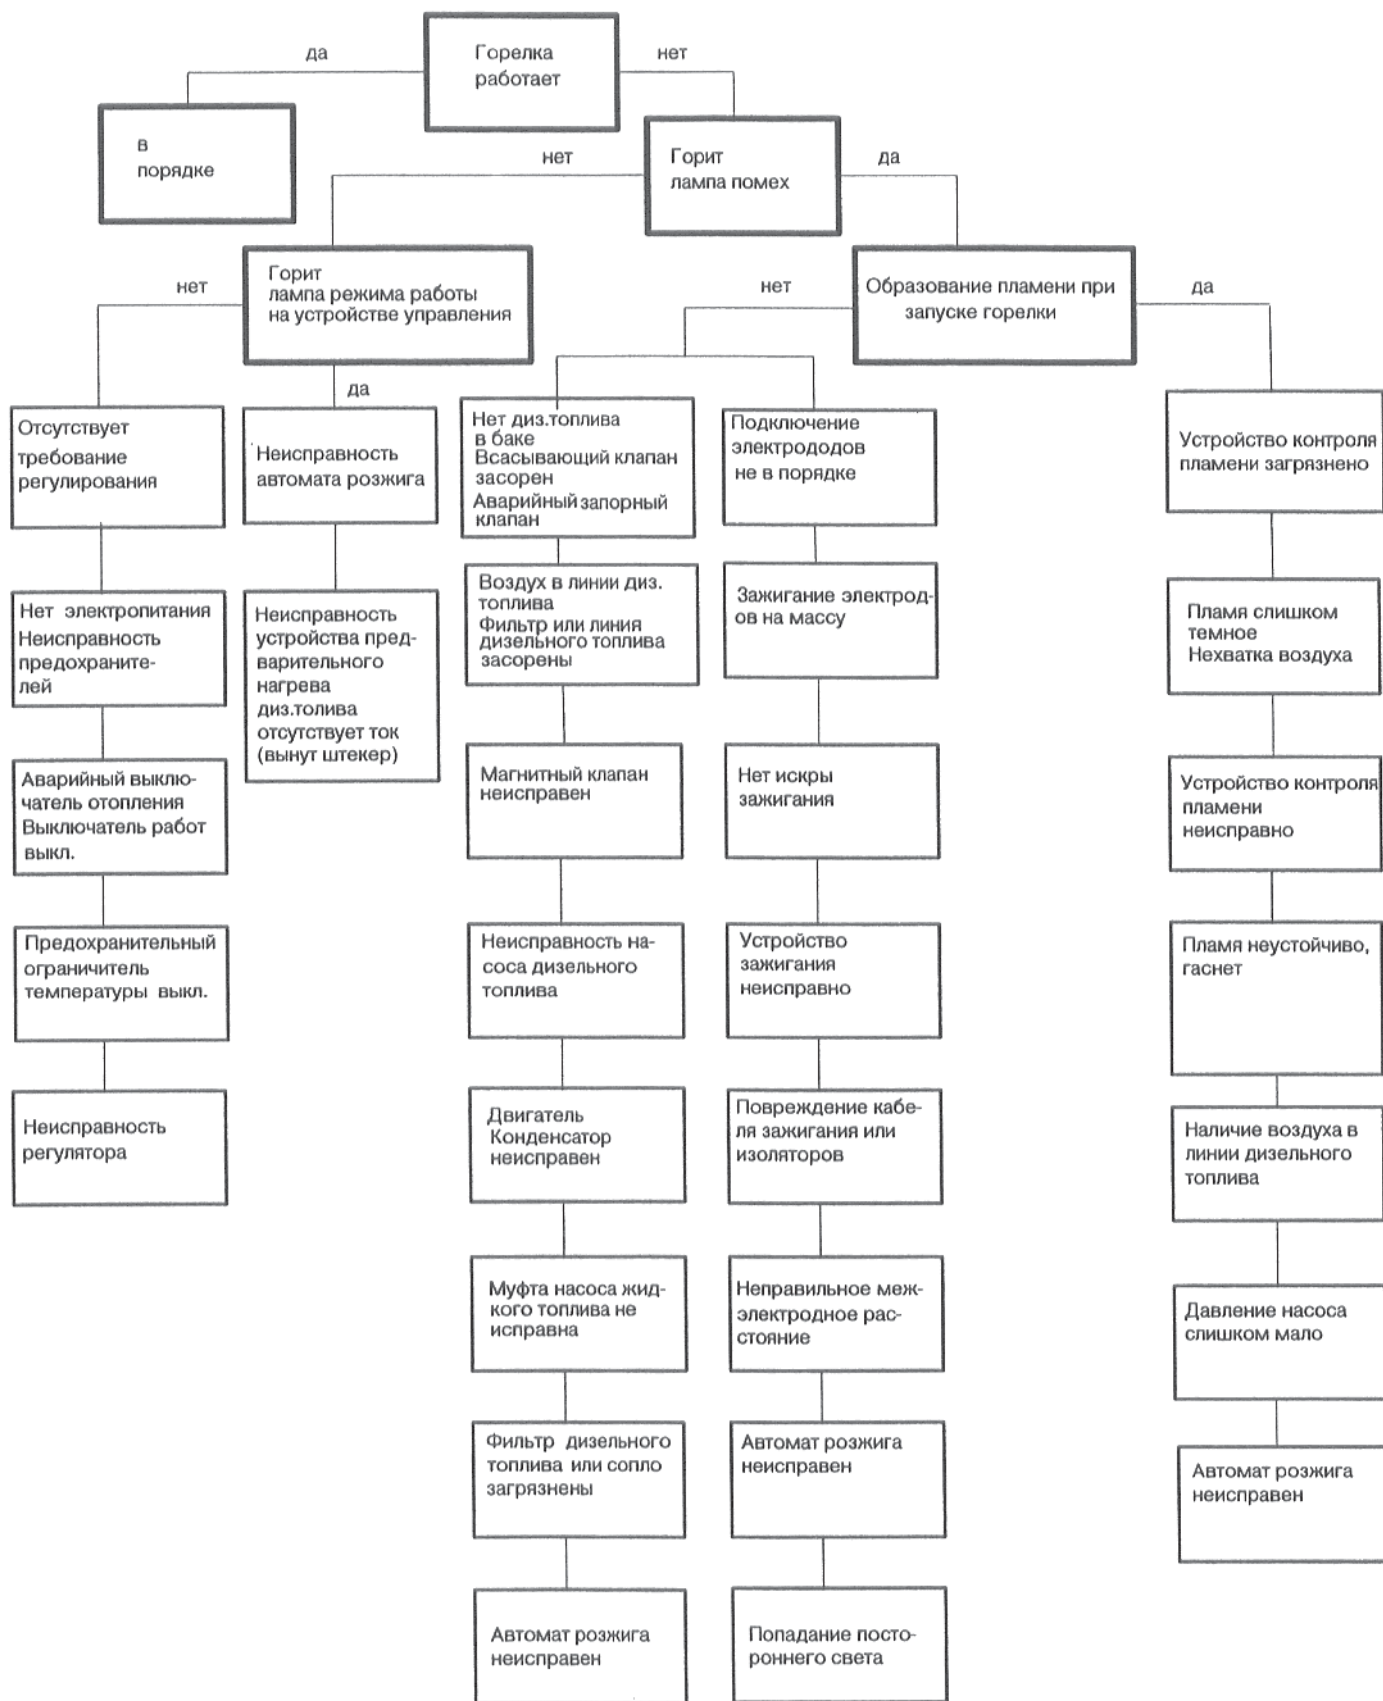 да
Горелка
работает
нет
в
порядке
нет
Горит
лампа помех
да
нет
Горит
лампа режима работы
на устройстве управления
нет
Образование пламени при
запуске горелки
да
да
Отсутствует
требование
регулирования
Нет электропитания
Неисправность
предохраните-
лей
Аварийный выклю-
чатель отопления
Выключатель работ
выкл.
Предохранительный
ограничитель
температуры выкл.
Неисправность
регулятора
Неисправность
автомата розжига
Неисправность
устройства пред-
варительного
нагрева
диз.толива
отсутствует ток
(вынут штекер)
Нет диз.топлива
в баке
Всасывающий клапан
засорен
Аварийный запорный
клапан
Воздух в линии диз.
топлива
Фильтр или линия
дизельного топлива
засорены
Магнитный клапан
неисправен
Неисправность на-
соса дизельного
топлива
Двигатель
Конденсатор
неисправен
Муфта насоса жид-
кого топлива не
исправна
Фильтр дизельного
топлива или сопло
загрязнены
Автомат розжига
неисправен
Подключение
электрододов
не в порядке
Зажигание электрод-
ов на массу
Нет искры
зажигания
Устройство
зажигания
неисправно
Повреждение кабе-
ля зажигания или
изоляторов
Неправильное меж-
электродное рас-
стояние
Автомат розжига
неисправен
Попадание посто-
роннего света
Устройство контроля
пламени загрязнено
Пламя слишком
темное
Нехватка воздуха
Устройство контроля
пламени
неисправно
Пламя неустойчиво,
гаснет
Наличие воздуха в
линии дизельного
топлива
Давление насоса
слишком мало
Автомат розжига
неисправен